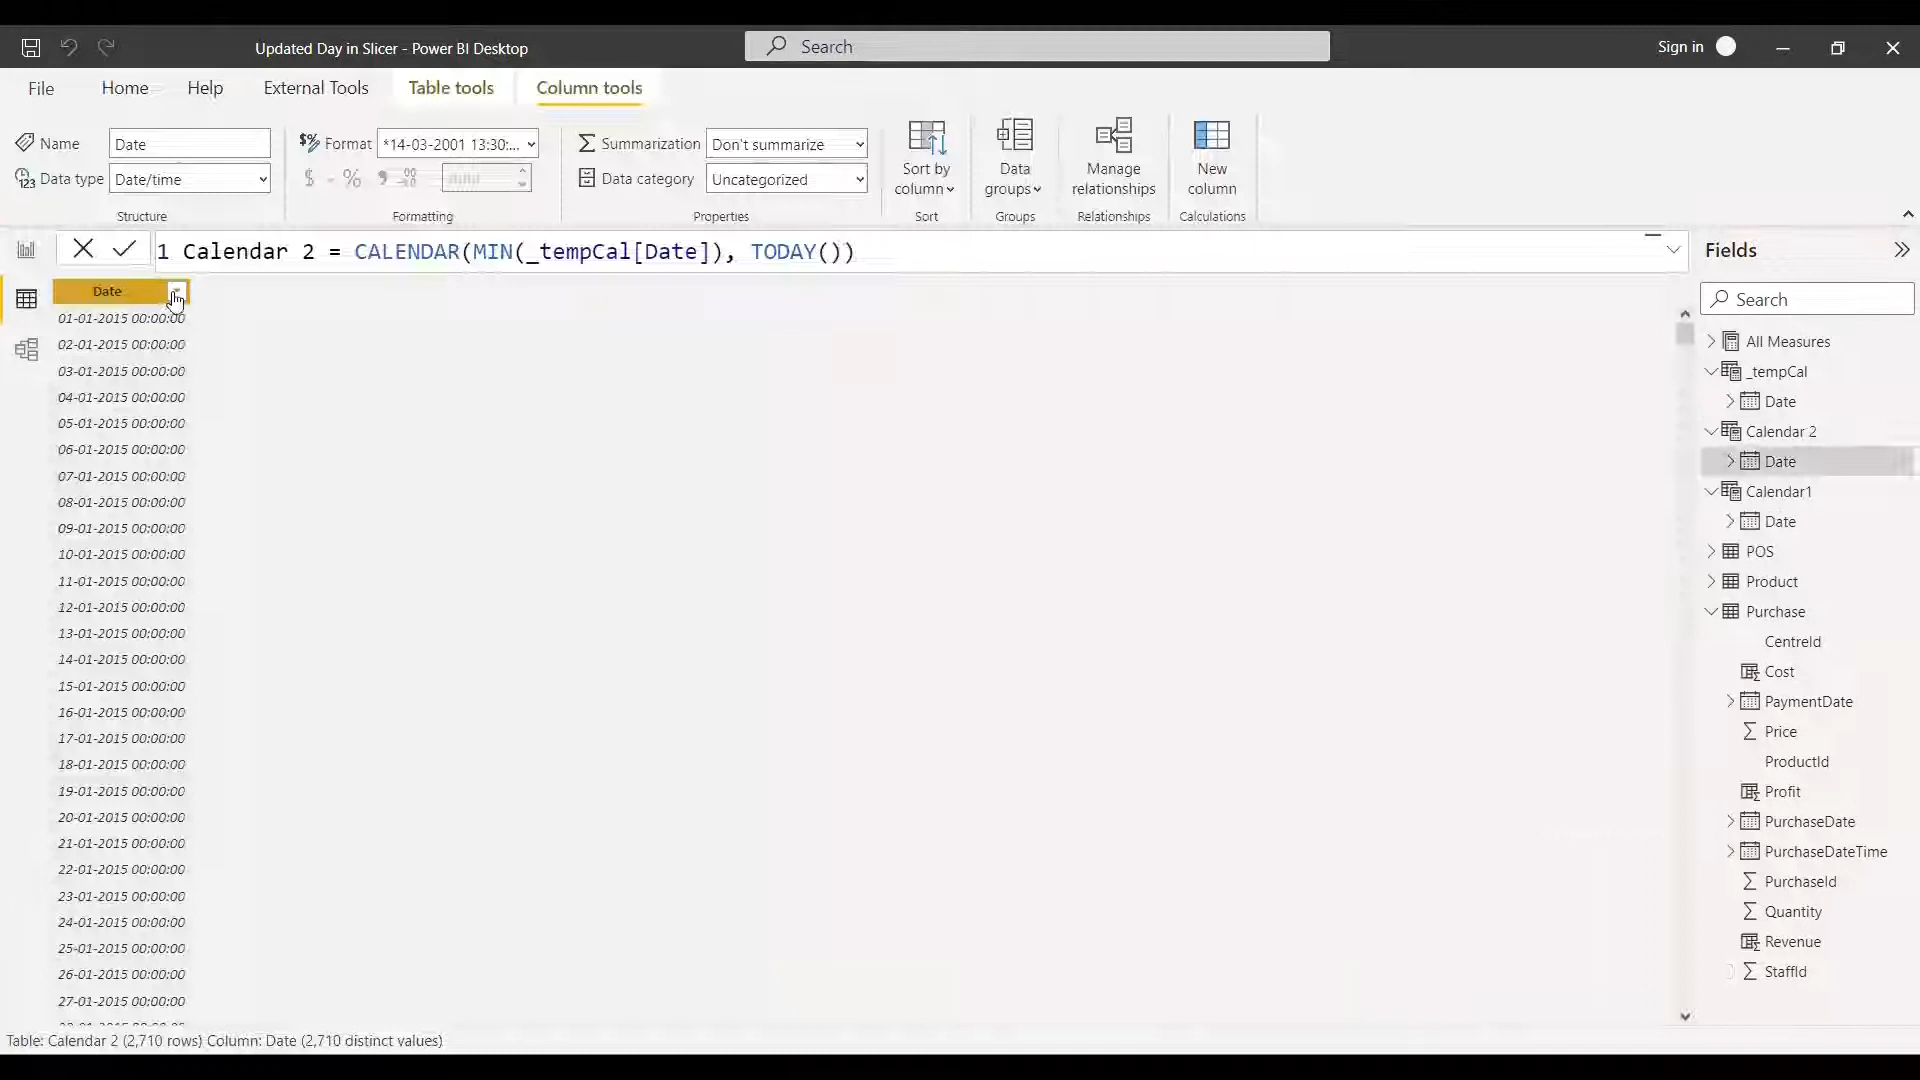 Updated Day in Slicer - Power BI Desktop
Search
Sign in
File Home Help External Tools Table tools Column tools
Name Date
Format *14-03-2001 13:30:...
Summarization Don't summarize
Data type Date/time
$ - %
Data category Uncategorized
Sort by column
Data groups
Manage relationships
New column
Structure Formatting Properties Sort Groups Relationships Calculations
1 Calendar 2 = CALENDAR(MIN(_tempCal[Date]), TODAY())
Date
01-01-2015 00:00:00
02-01-2015 00:00:00
03-01-2015 00:00:00
04-01-2015 00:00:00
05-01-2015 00:00:00
06-01-2015 00:00:00
07-01-2015 00:00:00
08-01-2015 00:00:00
09-01-2015 00:00:00
10-01-2015 00:00:00
11-01-2015 00:00:00
12-01-2015 00:00:00
13-01-2015 00:00:00
14-01-2015 00:00:00
15-01-2015 00:00:00
16-01-2015 00:00:00
17-01-2015 00:00:00
18-01-2015 00:00:00
19-01-2015 00:00:00
20-01-2015 00:00:00
21-01-2015 00:00:00
22-01-2015 00:00:00
23-01-2015 00:00:00
24-01-2015 00:00:00
25-01-2015 00:00:00
26-01-2015 00:00:00
27-01-2015 00:00:00
Fields
Search
All Measures
_tempCal
Date
Calendar 2
Date
Calendar1
Date
POS
Product
Purchase
CentreId
Cost
PaymentDate
Price
ProductId
Profit
PurchaseDate
PurchaseDateTime
PurchaseId
Quantity
Revenue
StaffId
Table: Calendar 2 (2,710 rows) Column: Date (2,710 distinct values)